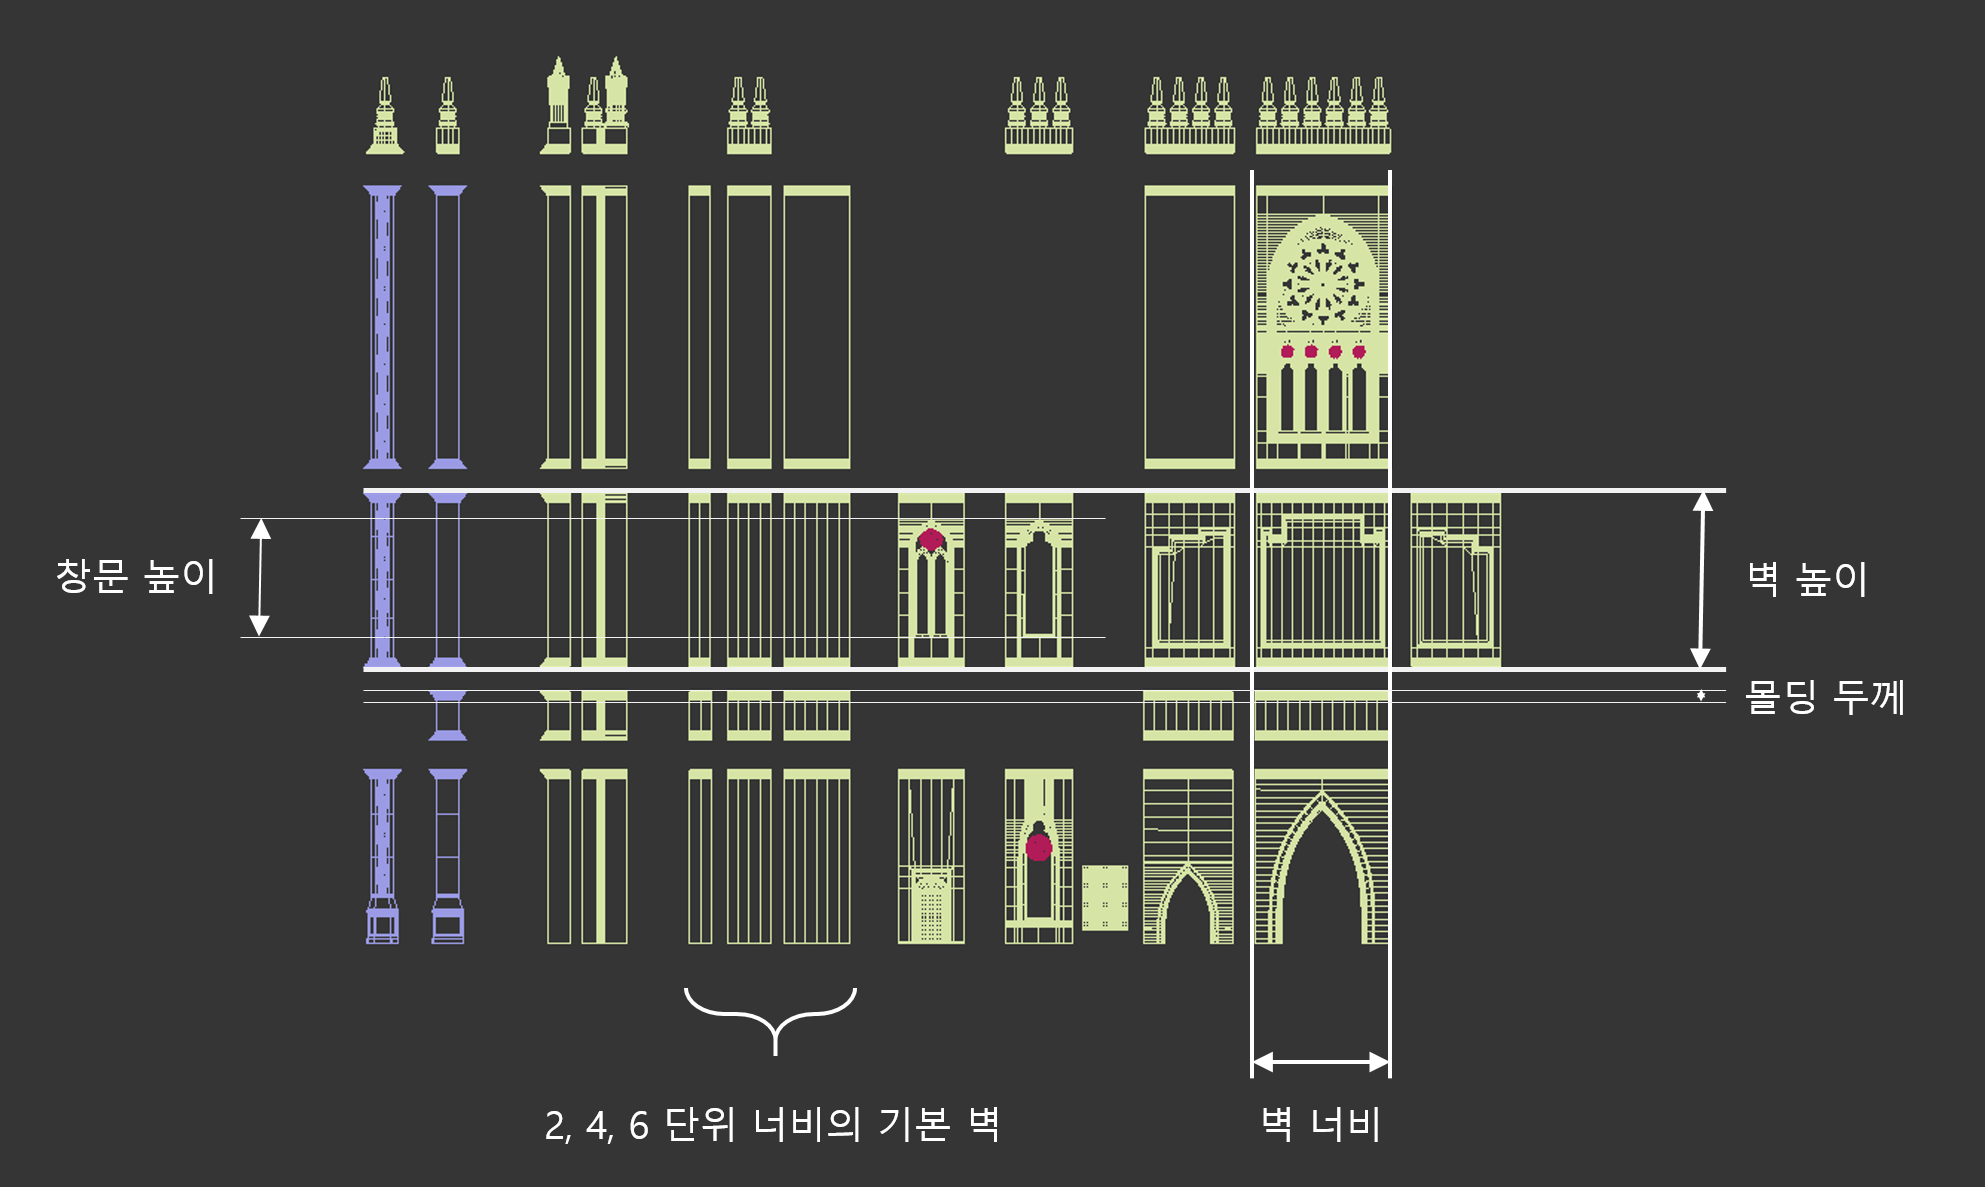 창문 높이
벽 높이
몰딩 두께
2, 4, 6 단위 너비의 기본 벽
벽 너비